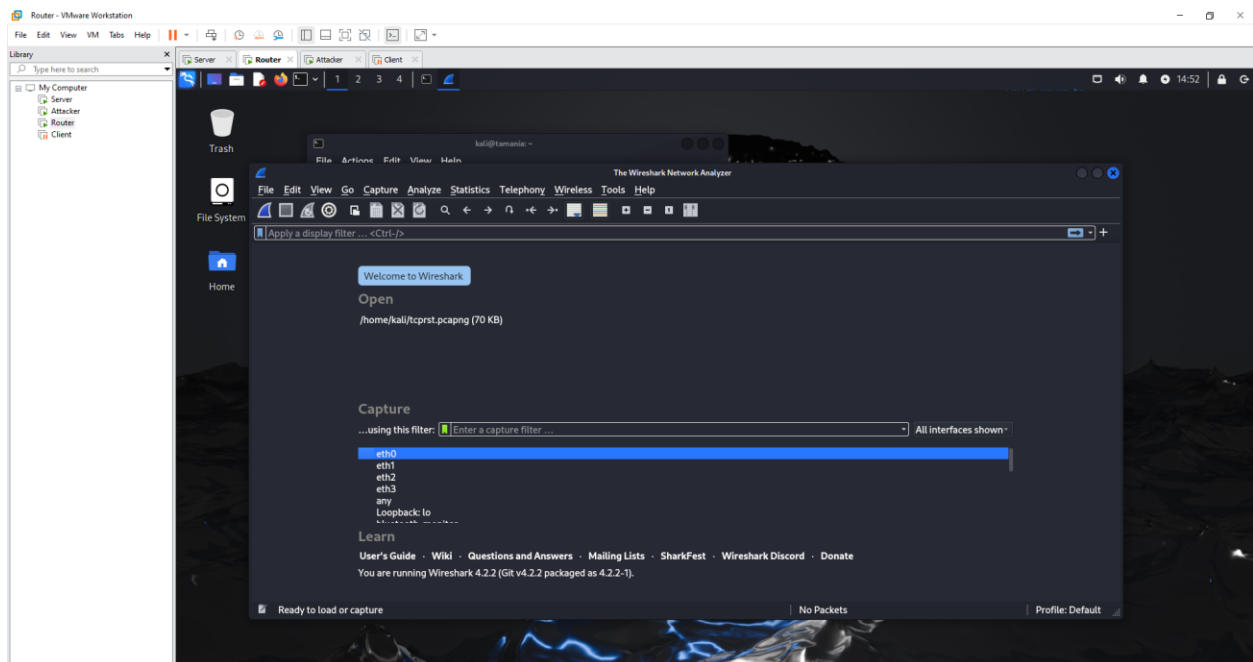 Router - VMware Workstation
File Edit View VM Tabs Help
Library
Type here to search
My Computer
Server
Attacker
Router
Client
Server Router Attacker Client
1 2 3 4
14:52
Trash
File System
Home
kali@tamania: ~
File Actions Edit View Help
The Wireshark Network Analyzer
File Edit View Go Capture Analyze Statistics Telephony Wireless Tools Help
Apply a display filter ... <Ctrl-/>
Welcome to Wireshark
Open
/home/kali/tcprst.pcapng (70 KB)
Capture
...using this filter: Enter a capture filter ... All interfaces shown
eth0
eth1
eth2
eth3
any
Loopback: lo
Learn
User's Guide · Wiki · Questions and Answers · Mailing Lists · SharkFest · Wireshark Discord · Donate
You are running Wireshark 4.2.2 (Git v4.2.2 packaged as 4.2.2-1).
Ready to load or capture No Packets Profile: Default